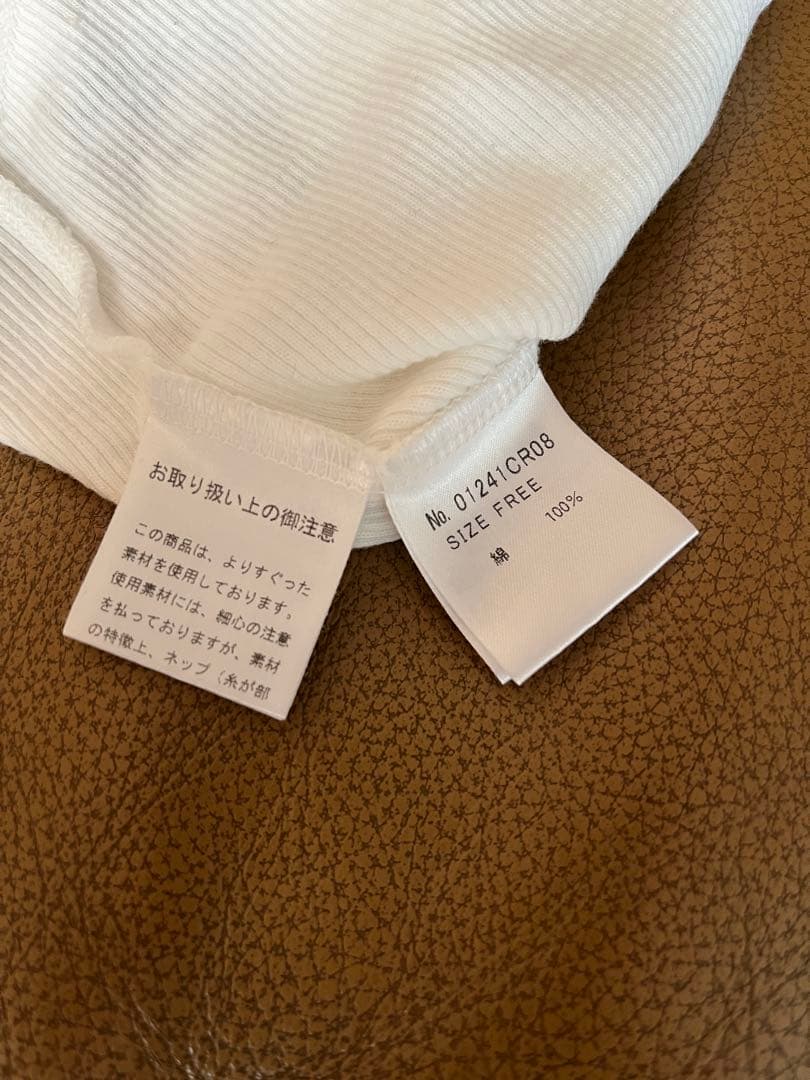 お取り扱い上の御注意
この商品は、よりすぐった
素材を使用しております。
使用素材には、細心の注意
を払っておりますが、素材
の特徴上、ネップ（糸が部
No. 01241CR08
SIZE FREE
綿 100%